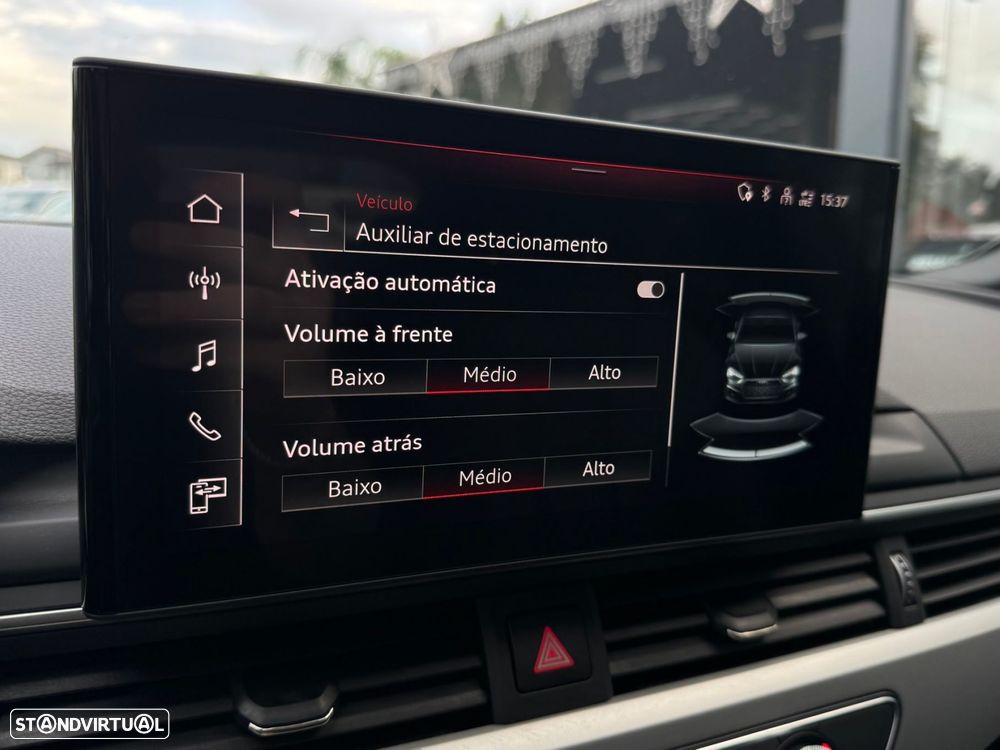 15:37
Veículo
Auxiliar de estacionamento
Ativação automática
Volume à frente
Baixo Médio Alto
Volume atrás
Baixo Médio Alto
STANDVIRTUAL